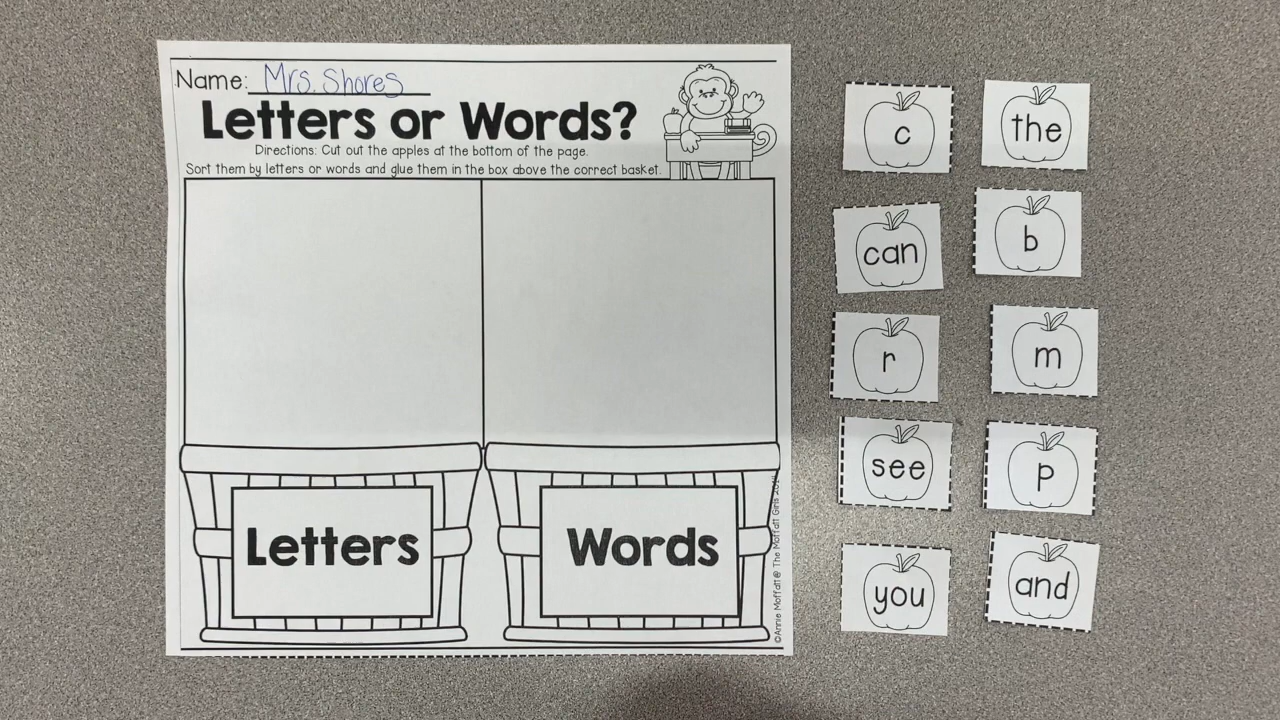 Name: Mrs. Shores
Letters or Words?
Directions: Cut out the apples at the bottom of the page.
Sort them by letters or words and glue them in the box above the correct basket.
Letters
Words
©Annie Moffatt@ The Moffatt Girls 2014
c
the
can
b
r
m
see
p
you
and